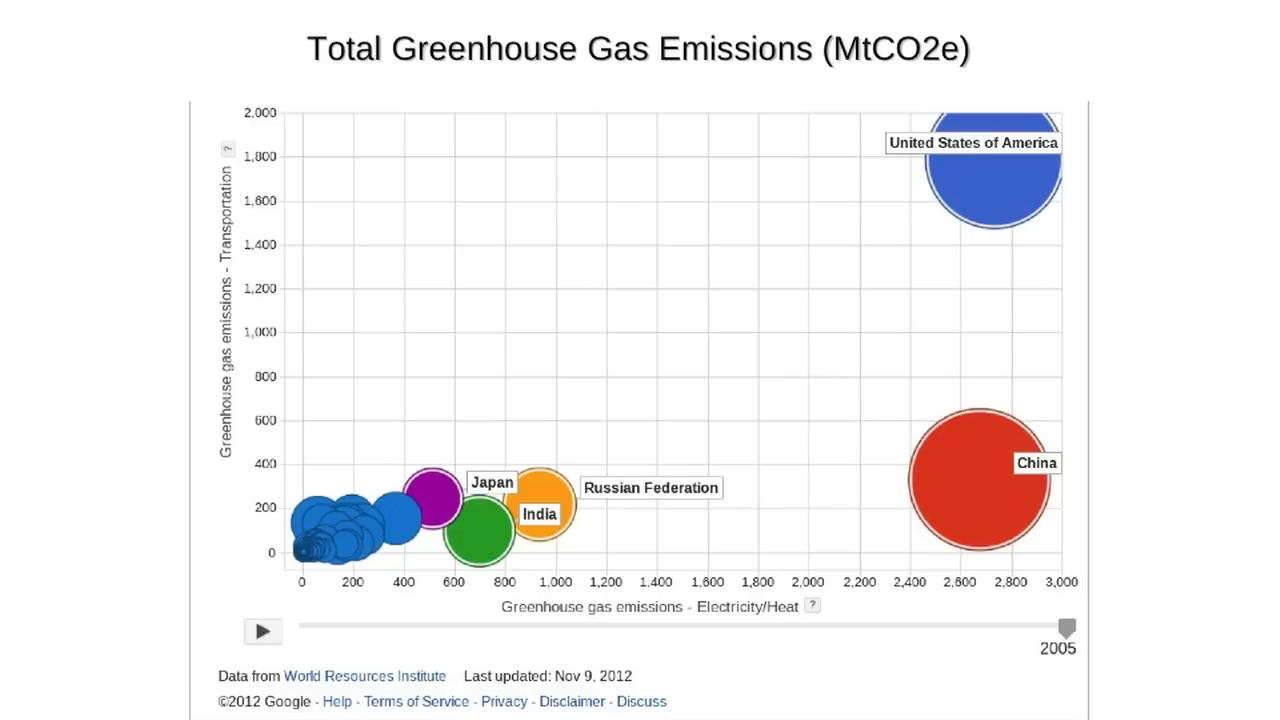 Total Greenhouse Gas Emissions (MtCO2e)
2,000
1,800
1,600
1,400
1,200
1,000
800
600
400
200
0
Greenhouse gas emissions - Transportation ?
United States of America
China
Japan
Russian Federation
India
0 200 400 600 800 1,000 1,200 1,400 1,600 1,800 2,000 2,200 2,400 2,600 2,800 3,000
Greenhouse gas emissions - Electricity/Heat ?
2005
Data from World Resources Institute Last updated: Nov 9, 2012
©2012 Google - Help - Terms of Service - Privacy - Disclaimer - Discuss